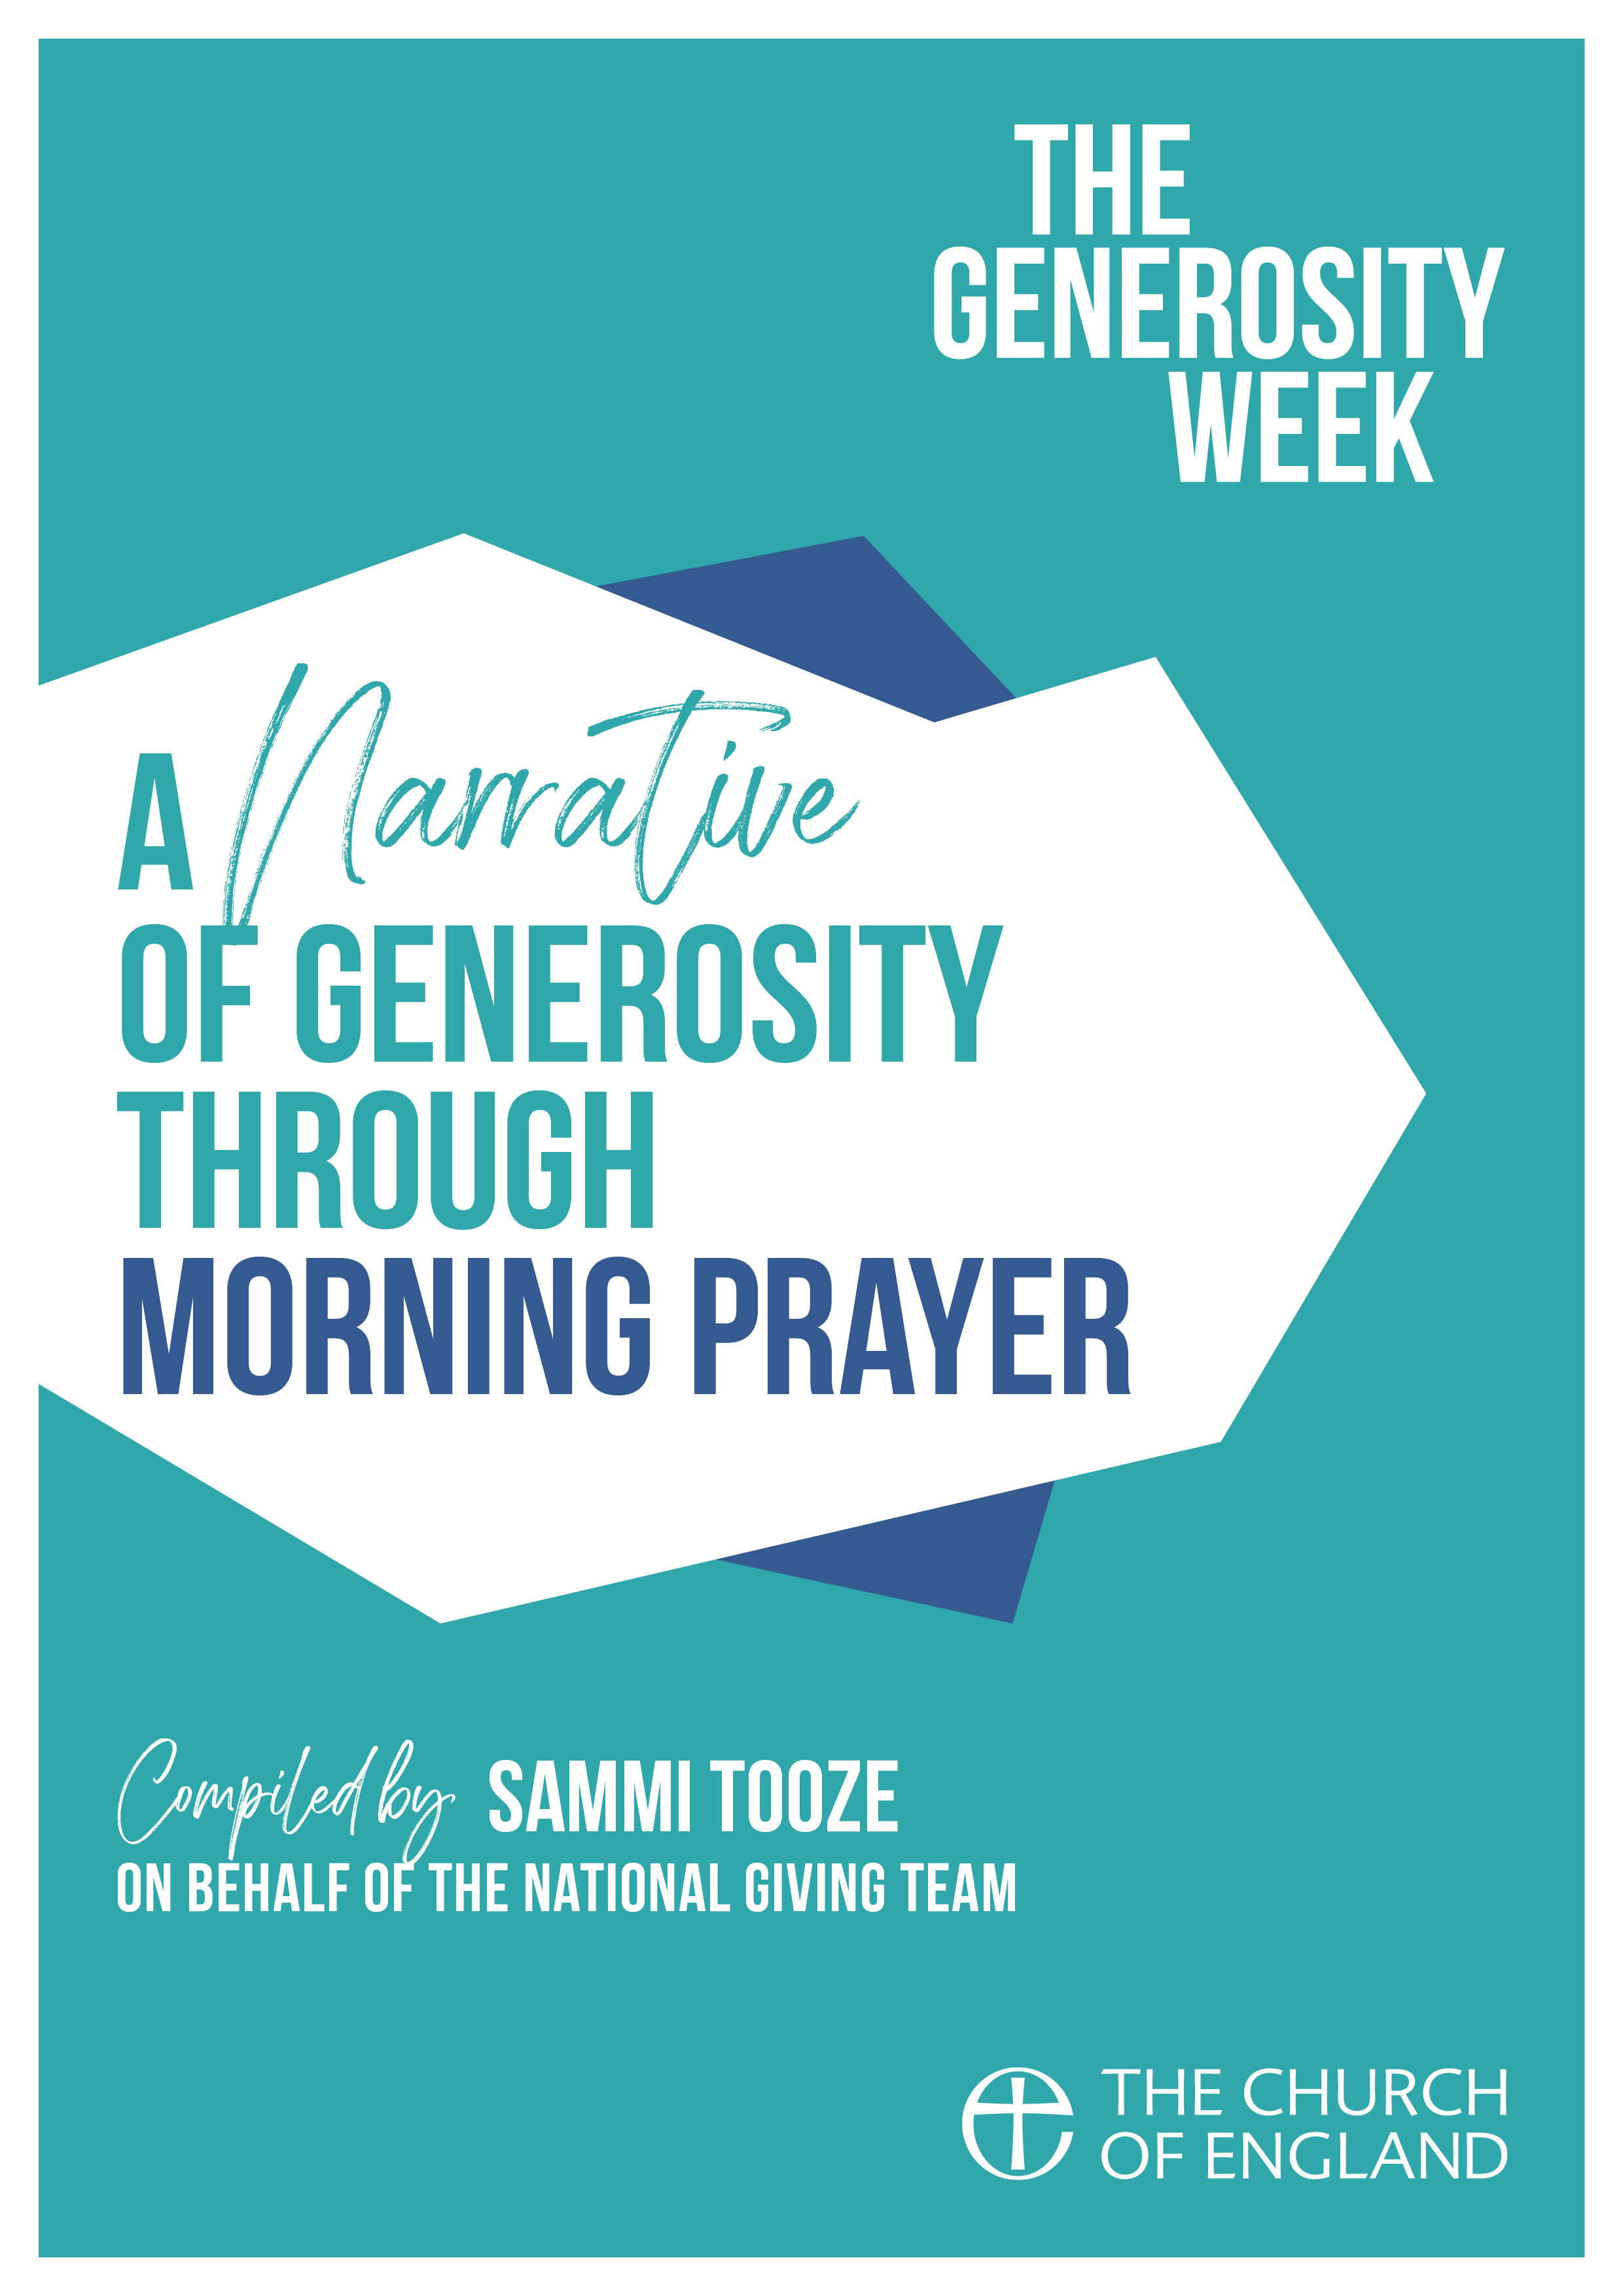 THE
GENEROSITY
WEEK
A Narrative
OF GENEROSITY
THROUGH
MORNING PRAYER
Compiled by SAMMI TOOZE
ON BEHALF OF THE NATIONAL GIVING TEAM
THE CHURCH
OF ENGLAND